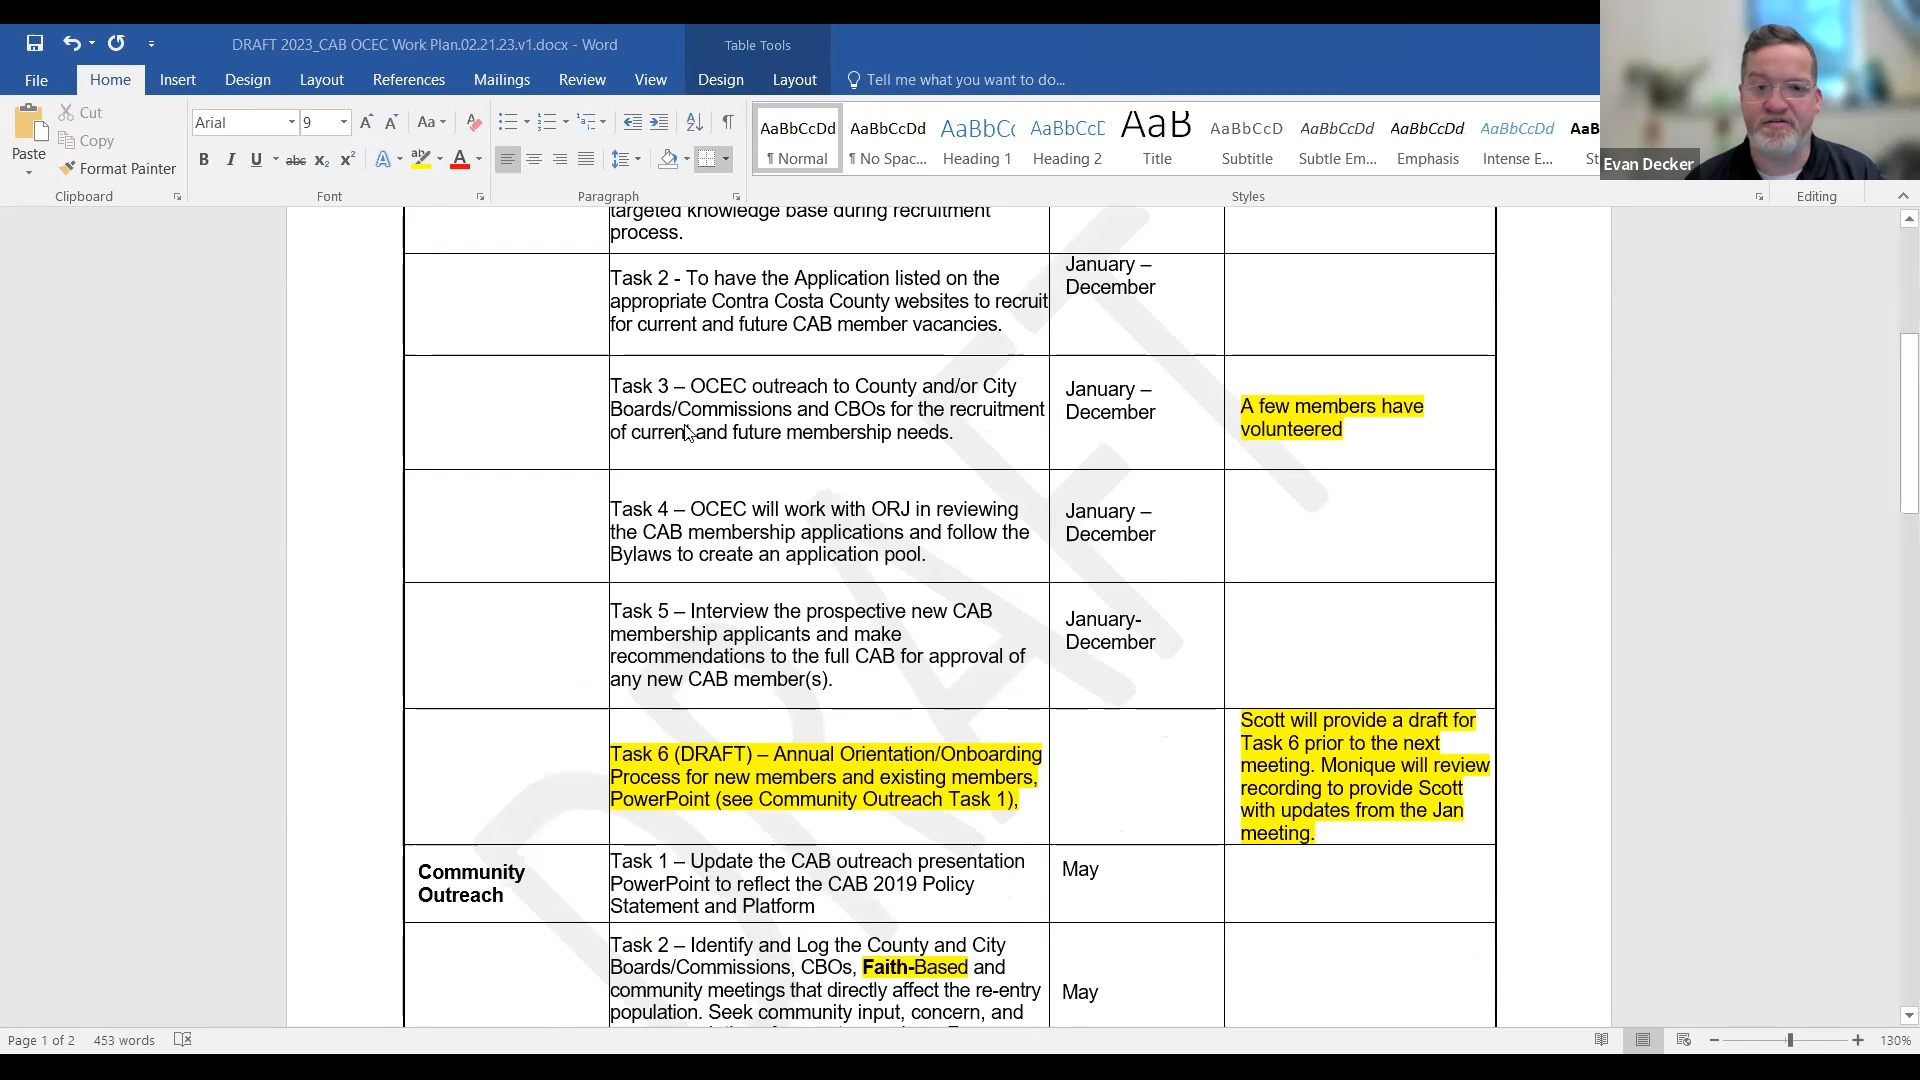 DRAFT 2023_CAB OCEC Work Plan.02.21.23.v1.docx - Word
Table Tools
File
Home
Insert
Design
Layout
References
Mailings
Review
View
Design
Layout
Tell me what you want to do...
Evan Decker
Paste
Cut
Copy
Format Painter
Clipboard
Arial
9
Font
Paragraph
AaBbCcDd
¶ Normal
AaBbCcDd
¶ No Spac...
AaBbCc
Heading 1
AaBbCcD
Heading 2
AaB
Title
AaBbCcD
Subtitle
AaBbCcDd
Subtle Em...
AaBbCcDd
Emphasis
AaBbCcDd
Intense E...
Styles
Editing
targeted knowledge base during recruitment
process.
Task 2 - To have the Application listed on the
appropriate Contra Costa County websites to recruit
for current and future CAB member vacancies.
January –
December
Task 3 – OCEC outreach to County and/or City
Boards/Commissions and CBOs for the recruitment
of current and future membership needs.
January –
December
A few members have
volunteered
Task 4 – OCEC will work with ORJ in reviewing
the CAB membership applications and follow the
Bylaws to create an application pool.
January –
December
Task 5 – Interview the prospective new CAB
membership applicants and make
recommendations to the full CAB for approval of
any new CAB member(s).
January-
December
Task 6 (DRAFT) – Annual Orientation/Onboarding
Process for new members and existing members,
PowerPoint (see Community Outreach Task 1),
Scott will provide a draft for
Task 6 prior to the next
meeting. Monique will review
recording to provide Scott
with updates from the Jan
meeting.
Community
Outreach
Task 1 – Update the CAB outreach presentation
PowerPoint to reflect the CAB 2019 Policy
Statement and Platform
May
Task 2 – Identify and Log the County and City
Boards/Commissions, CBOs, Faith-Based and
community meetings that directly affect the re-entry
population. Seek community input, concern, and
May
DRAFT
Page 1 of 2
453 words
130%